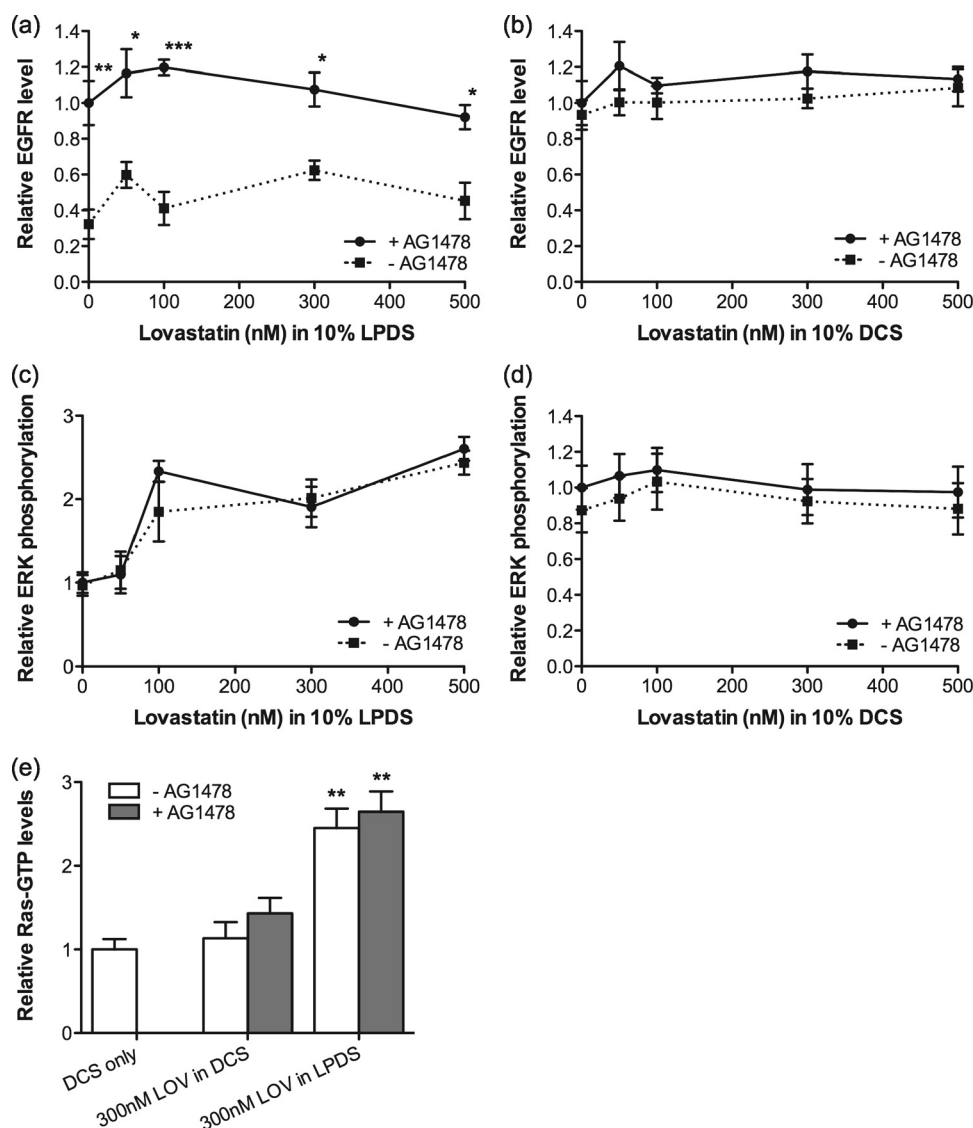 (a)
Relative EGFR level
1.4
1.2
1.0
0.8
0.6
0.4
0.2
0.0
**
*
***
*
*
+ AG1478
- AG1478
0 100 200 300 400 500
Lovastatin (nM) in 10% LPDS
(b)
Relative EGFR level
1.4
1.2
1.0
0.8
0.6
0.4
0.2
0.0
+ AG1478
- AG1478
0 100 200 300 400 500
Lovastatin (nM) in 10% DCS
(c)
Relative ERK phosphorylation
3
2
1
0
+ AG1478
- AG1478
0 100 200 300 400 500
Lovastatin (nM) in 10% LPDS
(d)
Relative ERK phosphorylation
1.4
1.2
1.0
0.8
0.6
0.4
0.2
0.0
+ AG1478
- AG1478
0 100 200 300 400 500
Lovastatin (nM) in 10% DCS
(e)
Relative Ras-GTP levels
3
2
1
0
- AG1478
+ AG1478
**
**
DCS only
300nM LOV in DCS
300nM LOV in LPDS